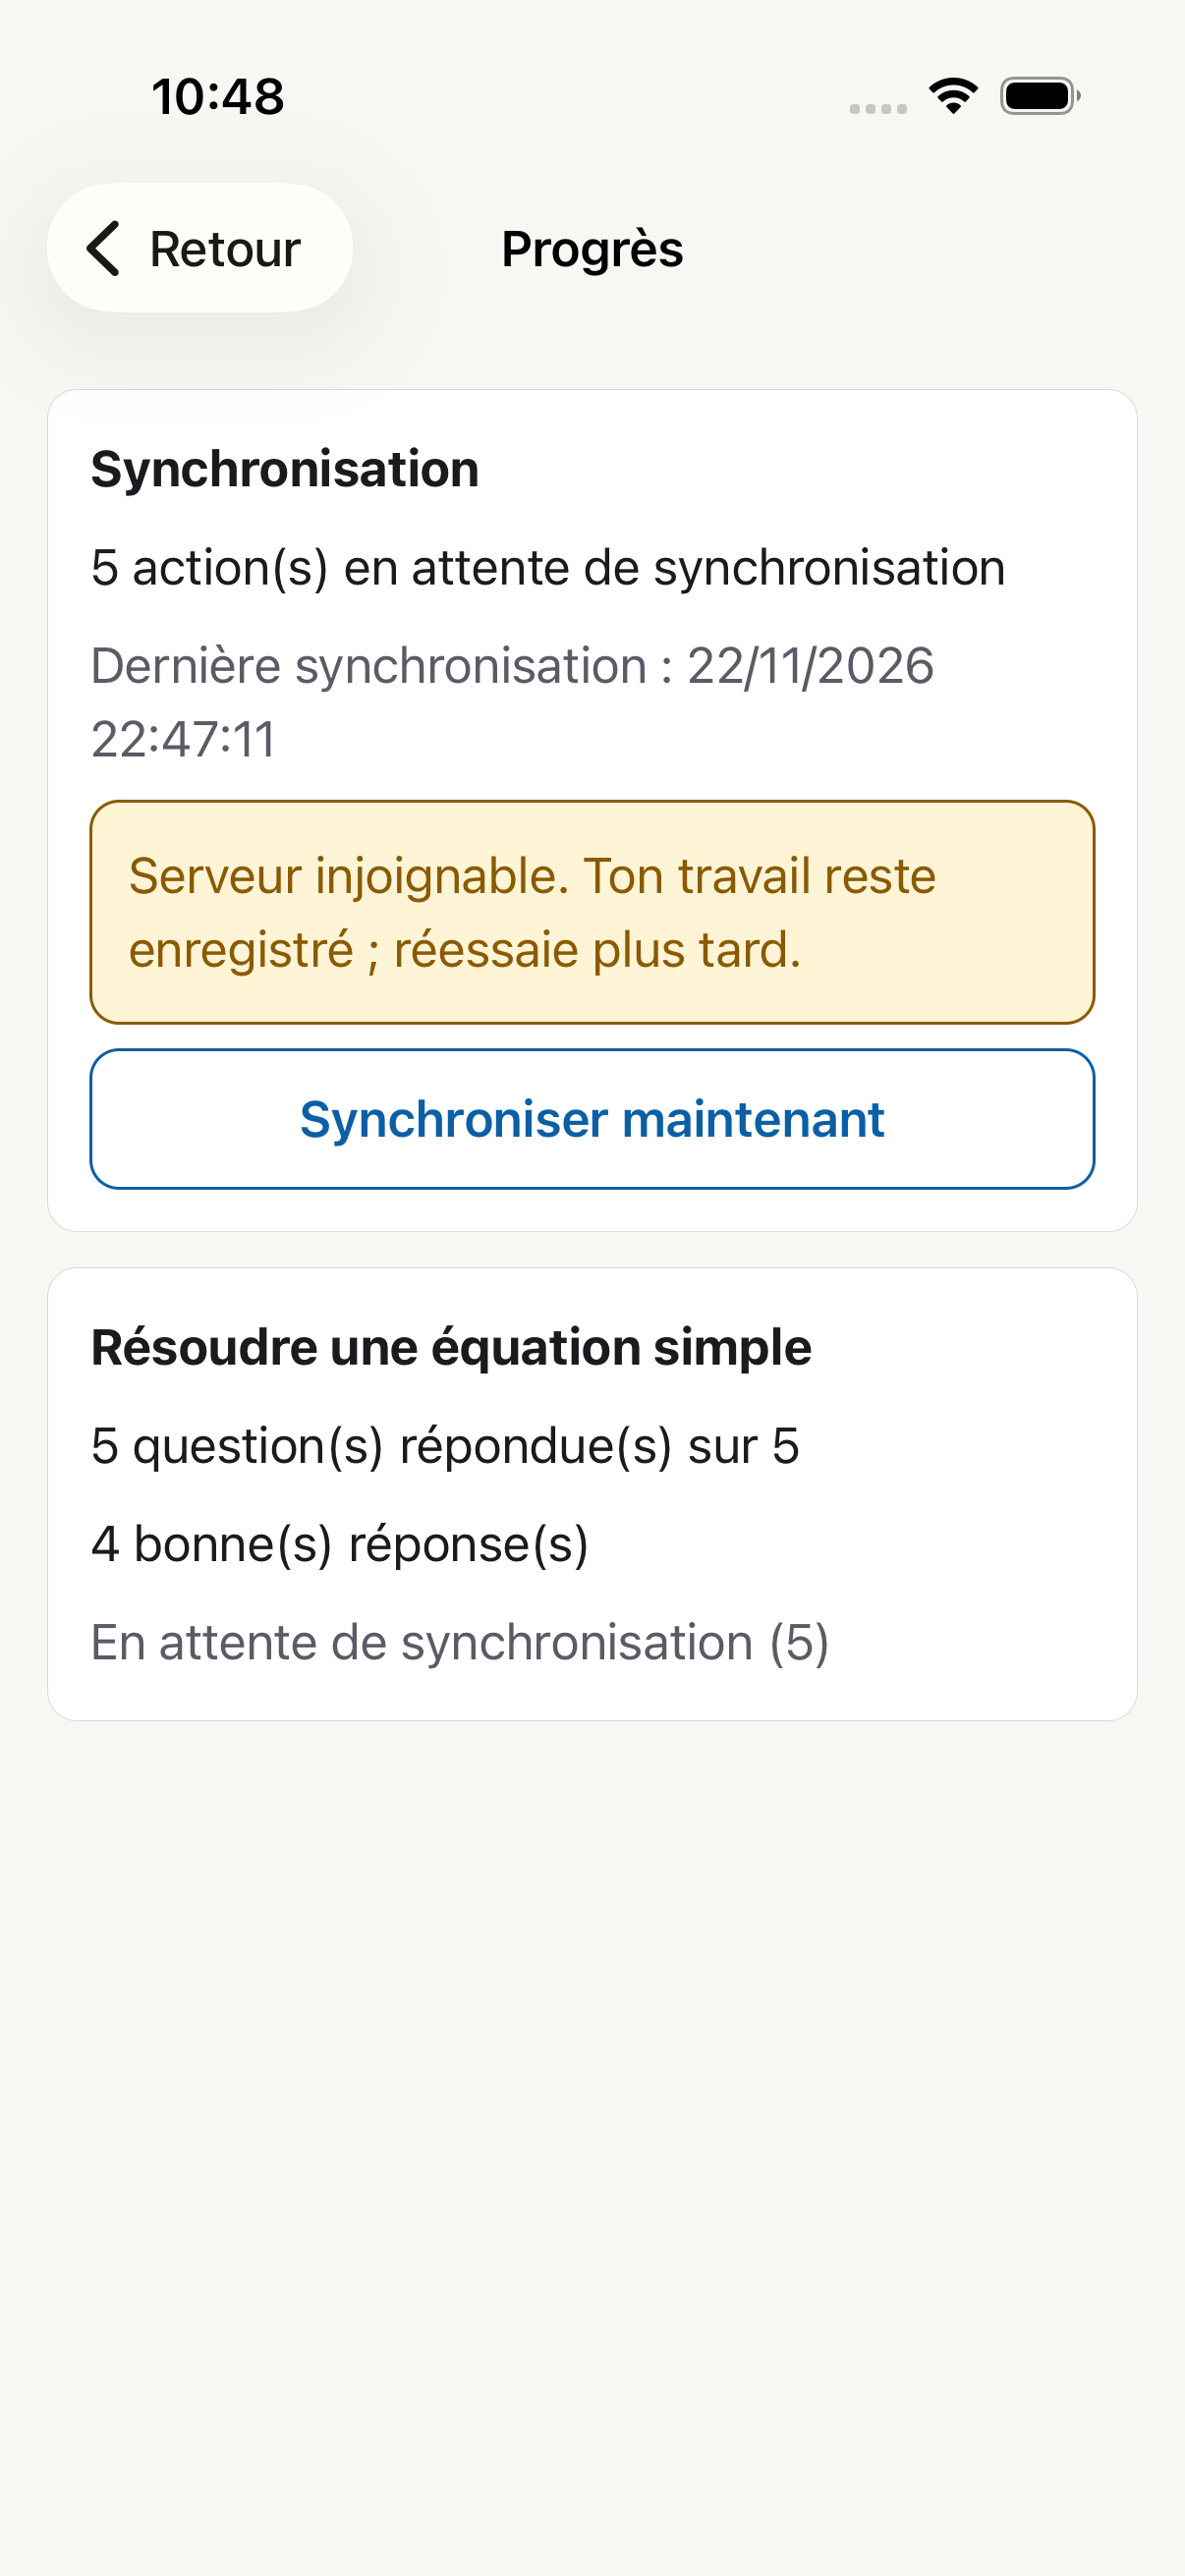 10:48
Retour
Progrès
Synchronisation
5 action(s) en attente de synchronisation
Dernière synchronisation : 22/11/2026
22:47:11
Serveur injoignable. Ton travail reste
enregistré ; réessaie plus tard.
Synchroniser maintenant
Résoudre une équation simple
5 question(s) répondue(s) sur 5
4 bonne(s) réponse(s)
En attente de synchronisation (5)